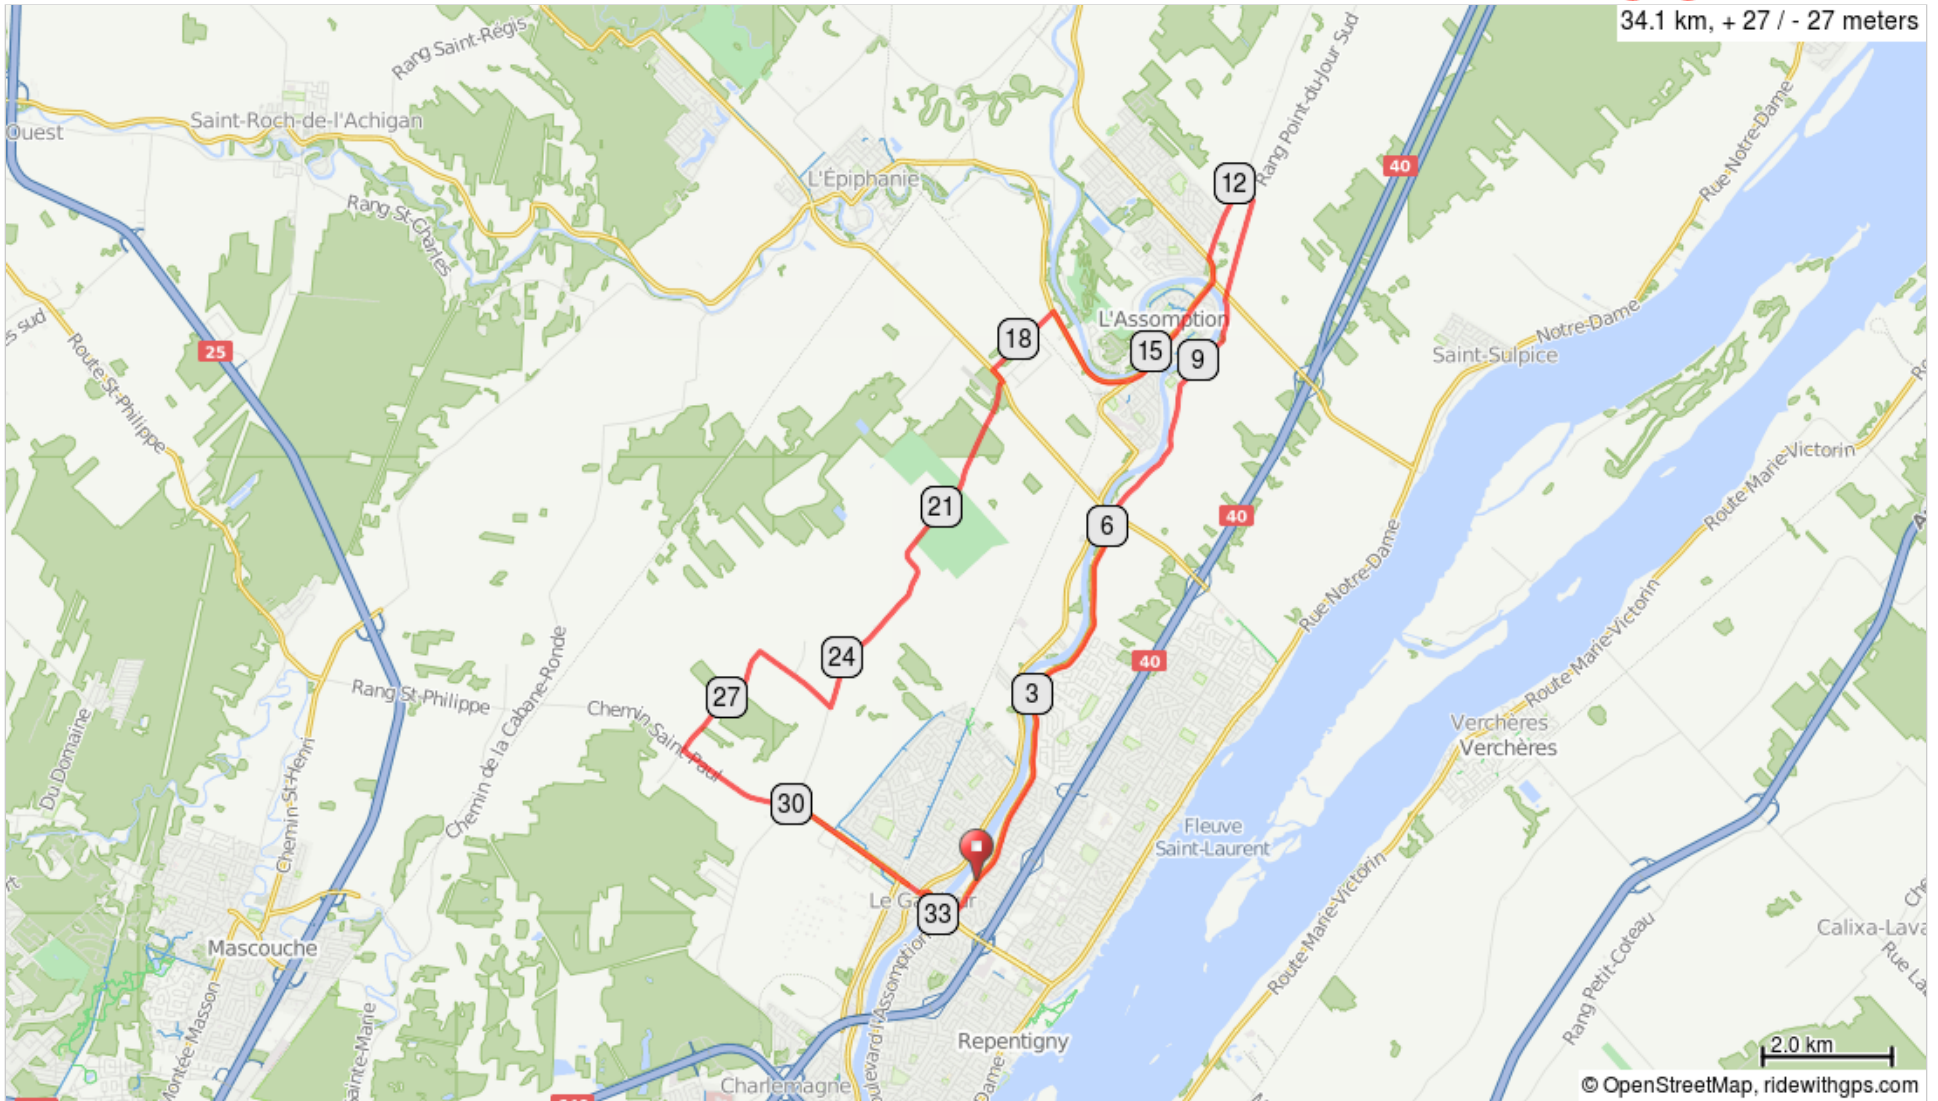 34.1 km, + 27 / - 27 meters
Rang Saint-Régis
Rang Point-du-Jour Sud
Saint-Roch-de-l'Achigan
Ouest
L'Épiphanie
12
40
Rue Notre-Dame
Rang St-Charles
L'Assomption
Notre-Dame
Saint-Sulpice
sud
Route St-Philippe
25
18
15
9
Route Marie-Victorin
21
6
40
Rue Notre-Dame
24
40
Route Marie-Victorin
3
27
Rang St-Philippe
Chemin Saint-Paul
Chemin de la Cabane-Ronde
Chemin St-Henri
Du Domaine
Verchères
Verchères
30
Fleuve
Saint-Laurent
Route Marie-Victorin
33
Mascouche
Calixa-Lava
Rang Petit-Coteau
Montée Masson
Repentigny
Charlemagne
2.0 km
© OpenStreetMap, ridewithgps.com